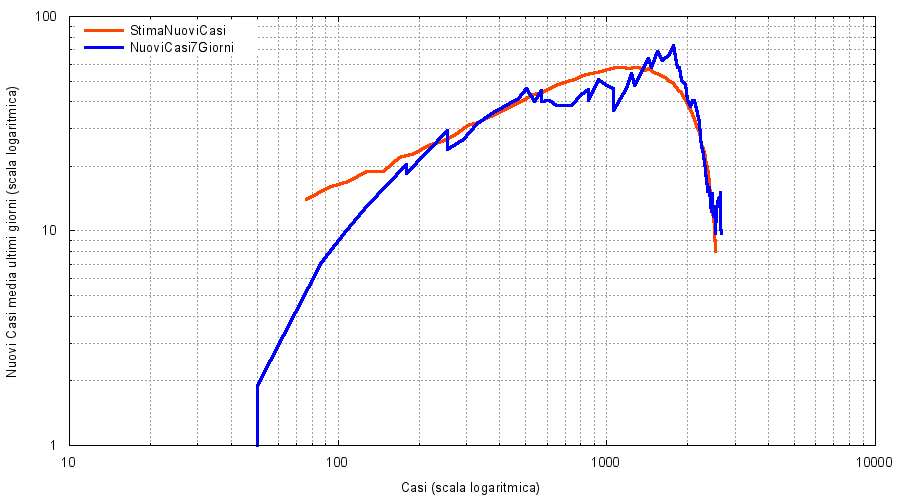 100
StimaNuoviCasi
NuoviCasi7Giorni
Nuovi Casi media ultimi giorni (scala logaritmica)
10
1
10
100
1000
10000
Casi (scala logaritmica)